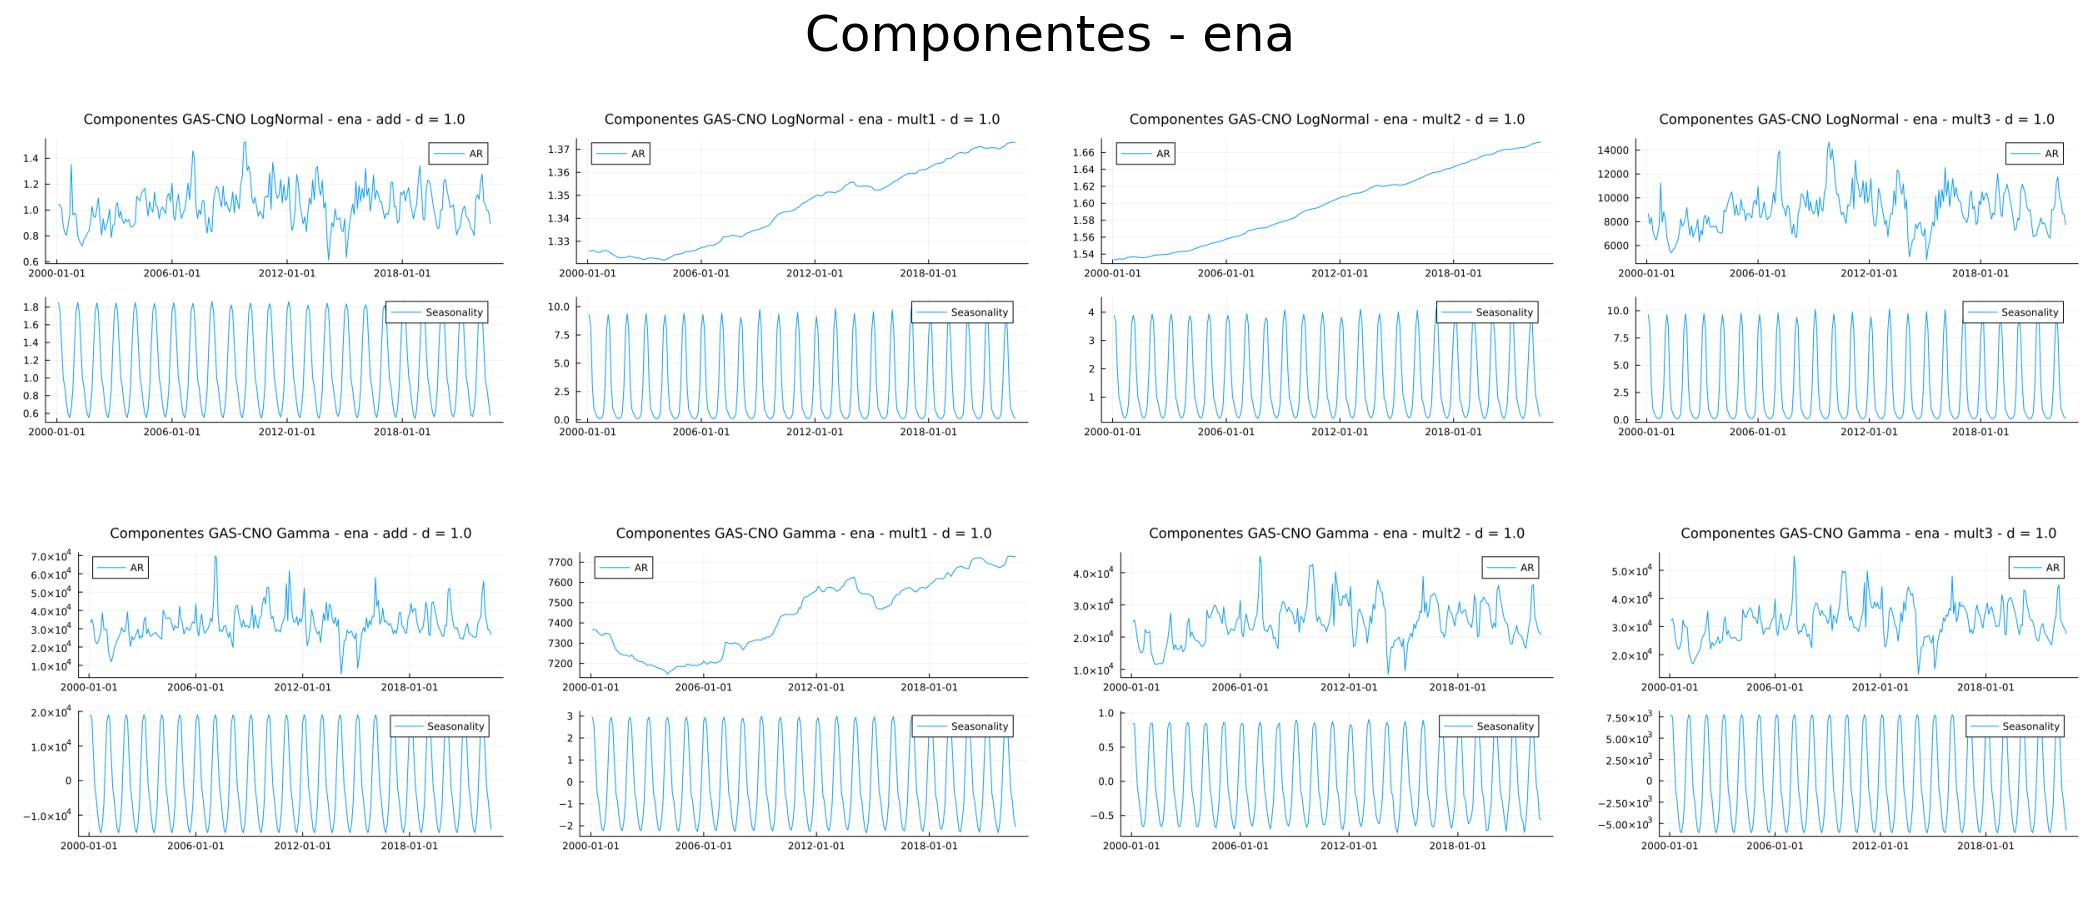 Componentes - ena
Componentes GAS-CNO LogNormal - ena - add - d = 1.0
1.4
1.2
1.0
0.8
0.6
AR
2000-01-01 2006-01-01 2012-01-01 2018-01-01
1.8
1.6
1.4
1.2
1.0
0.8
0.6
Seasonality
2000-01-01 2006-01-01 2012-01-01 2018-01-01
Componentes GAS-CNO LogNormal - ena - mult1 - d = 1.0
1.37
1.36
1.35
1.34
1.33
AR
2000-01-01 2006-01-01 2012-01-01 2018-01-01
10.0
7.5
5.0
2.5
0.0
Seasonality
2000-01-01 2006-01-01 2012-01-01 2018-01-01
Componentes GAS-CNO LogNormal - ena - mult2 - d = 1.0
1.66
1.64
1.62
1.60
1.58
1.56
1.54
AR
2000-01-01 2006-01-01 2012-01-01 2018-01-01
4
3
2
1
Seasonality
2000-01-01 2006-01-01 2012-01-01 2018-01-01
Componentes GAS-CNO LogNormal - ena - mult3 - d = 1.0
14000
12000
10000
8000
6000
AR
2000-01-01 2006-01-01 2012-01-01 2018-01-01
10.0
7.5
5.0
2.5
0.0
Seasonality
2000-01-01 2006-01-01 2012-01-01 2018-01-01
Componentes GAS-CNO Gamma - ena - add - d = 1.0
7.0×10⁴
6.0×10⁴
5.0×10⁴
4.0×10⁴
3.0×10⁴
2.0×10⁴
1.0×10⁴
AR
2000-01-01 2006-01-01 2012-01-01 2018-01-01
2.0×10⁴
1.0×10⁴
0
−1.0×10⁴
Seasonality
2000-01-01 2006-01-01 2012-01-01 2018-01-01
Componentes GAS-CNO Gamma - ena - mult1 - d = 1.0
7700
7600
7500
7400
7300
7200
AR
2000-01-01 2006-01-01 2012-01-01 2018-01-01
3
2
1
0
−1
−2
Seasonality
2000-01-01 2006-01-01 2012-01-01 2018-01-01
Componentes GAS-CNO Gamma - ena - mult2 - d = 1.0
4.0×10⁴
3.0×10⁴
2.0×10⁴
1.0×10⁴
AR
2000-01-01 2006-01-01 2012-01-01 2018-01-01
1.0
0.5
0.0
−0.5
Seasonality
2000-01-01 2006-01-01 2012-01-01 2018-01-01
Componentes GAS-CNO Gamma - ena - mult3 - d = 1.0
5.0×10⁴
4.0×10⁴
3.0×10⁴
2.0×10⁴
AR
2000-01-01 2006-01-01 2012-01-01 2018-01-01
7.50×10³
5.00×10³
2.50×10³
0
−2.50×10³
−5.00×10³
Seasonality
2000-01-01 2006-01-01 2012-01-01 2018-01-01